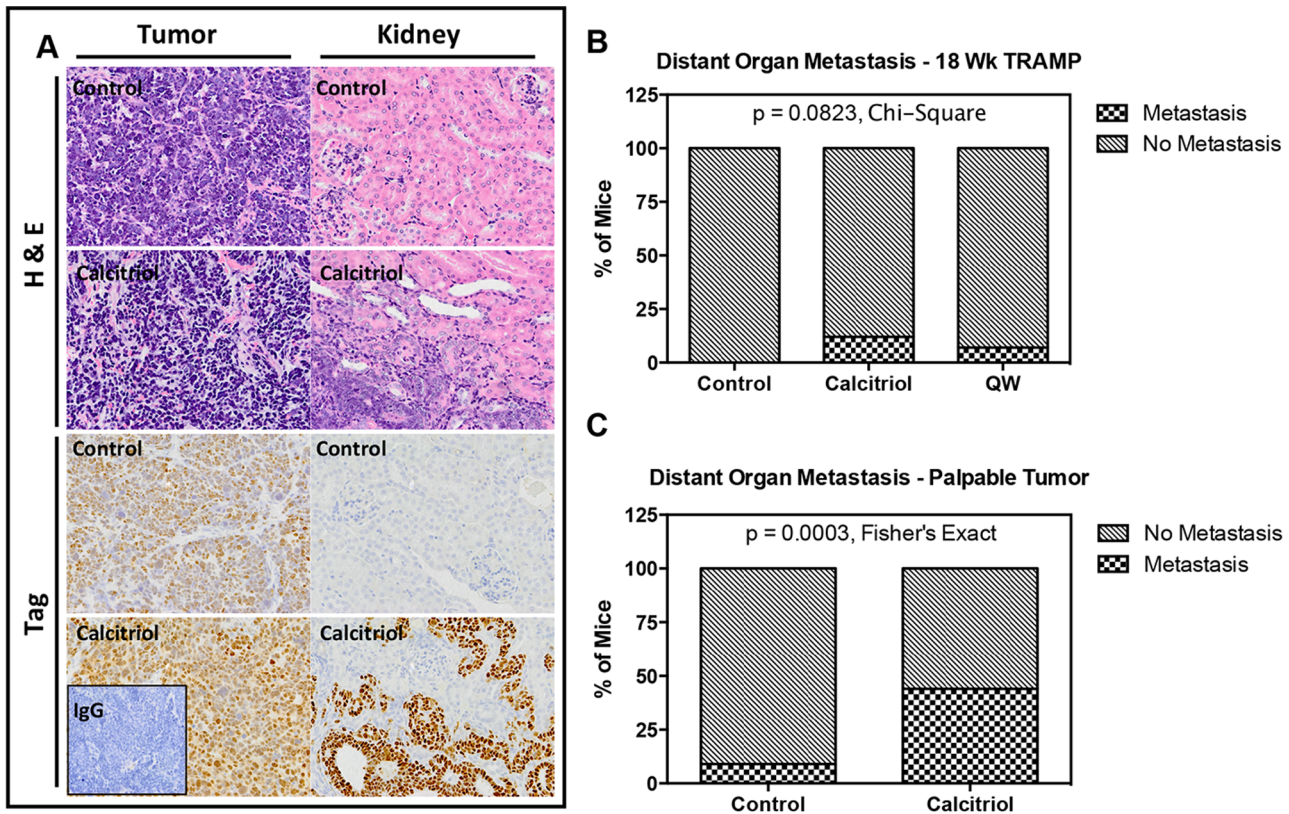 A
Tumor
Kidney
H & E
Control
Control
Calcitriol
Calcitriol
Tag
Control
Control
Calcitriol
Calcitriol
IgG
B
Distant Organ Metastasis - 18 Wk TRAMP
p = 0.0823, Chi-Square
% of Mice
125
100
75
50
25
0
Control
Calcitriol
QW
Metastasis
No Metastasis
C
Distant Organ Metastasis - Palpable Tumor
p = 0.0003, Fisher's Exact
% of Mice
125
100
75
50
25
0
Control
Calcitriol
No Metastasis
Metastasis